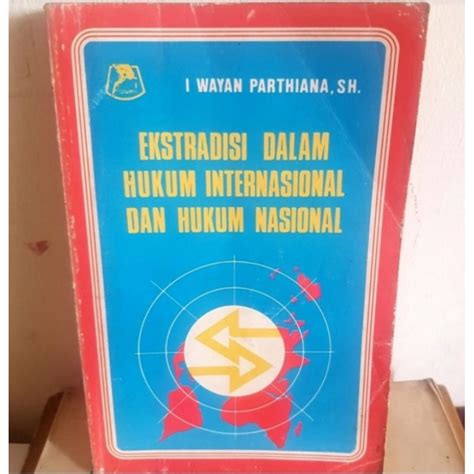 I WAYAN PARTHIANA, SH.
EKSTRADISI DALAM
HUKUM INTERNASIONAL
DAN HUKUM NASIONAL